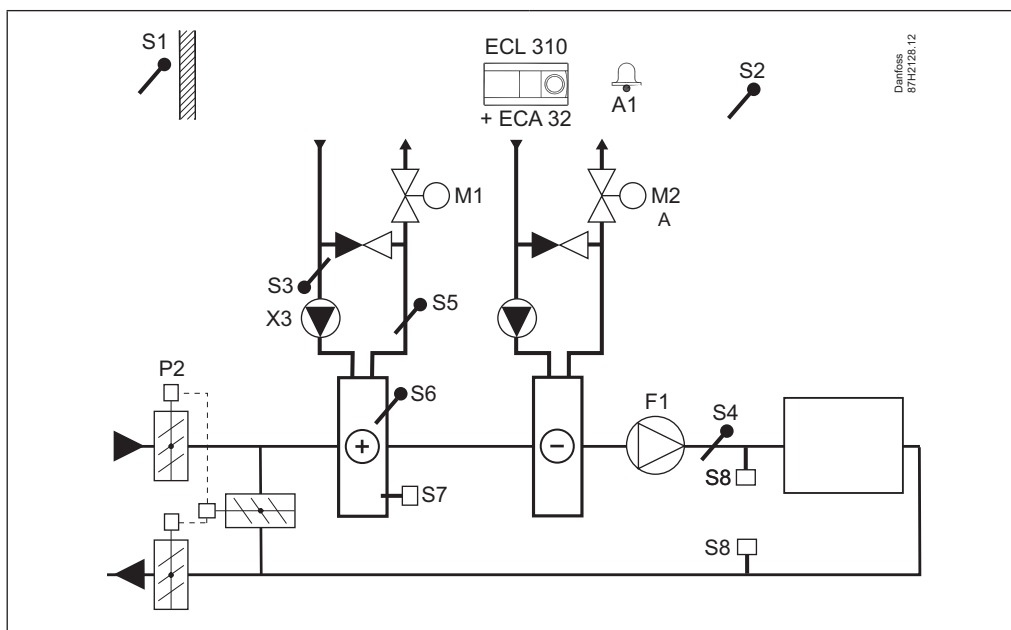 S1
ECL 310
+ ECA 32
A1
S2
Danfoss
87H2128.12
M1
M2
A
S3
X3
S5
P2
S6
S7
F1
S4
S8
S8